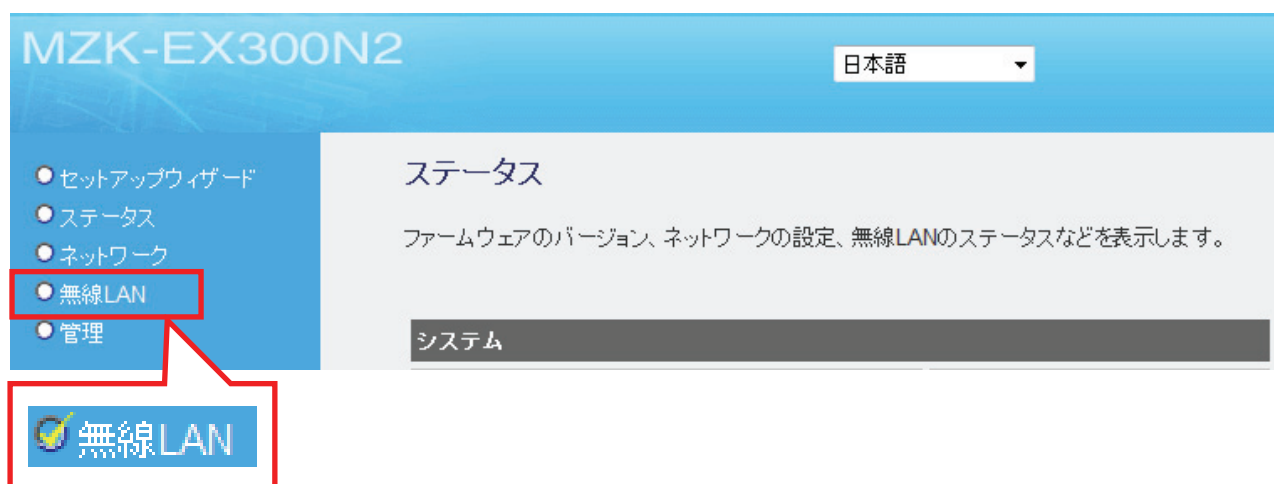 MZK-EX300N2
日本語
セットアップウィザード
ステータス
ネットワーク
無線LAN
管理
ステータス
ファームウェアのバージョン、ネットワークの設定、無線LANのステータスなどを表示します。
システム
無線LAN